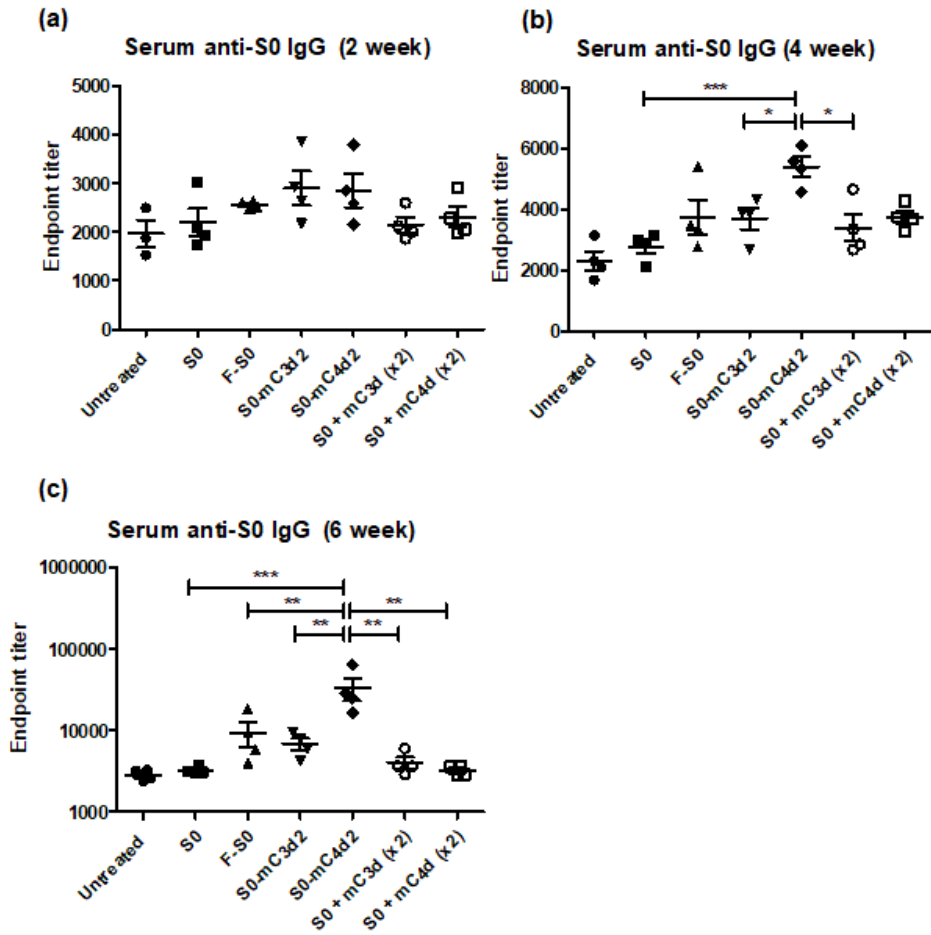 (a)
Serum anti-S0 IgG (2 week)
Endpoint titer
5000
4000
3000
2000
1000
0
Untreated
S0
F-S0
S0-mC3d2
S0-mC4d2
S0 + mC3d (x2)
S0 + mC4d (x2)
(b)
Serum anti-S0 IgG (4 week)
Endpoint titer
8000
6000
4000
2000
0
***
*
*
Untreated
S0
F-S0
S0-mC3d2
S0-mC4d2
S0 + mC3d (x2)
S0 + mC4d (x2)
(c)
Serum anti-S0 IgG (6 week)
Endpoint titer
1000000
100000
10000
1000
***
**
**
**
**
Untreated
S0
F-S0
S0-mC3d2
S0-mC4d2
S0 + mC3d (x2)
S0 + mC4d (x2)